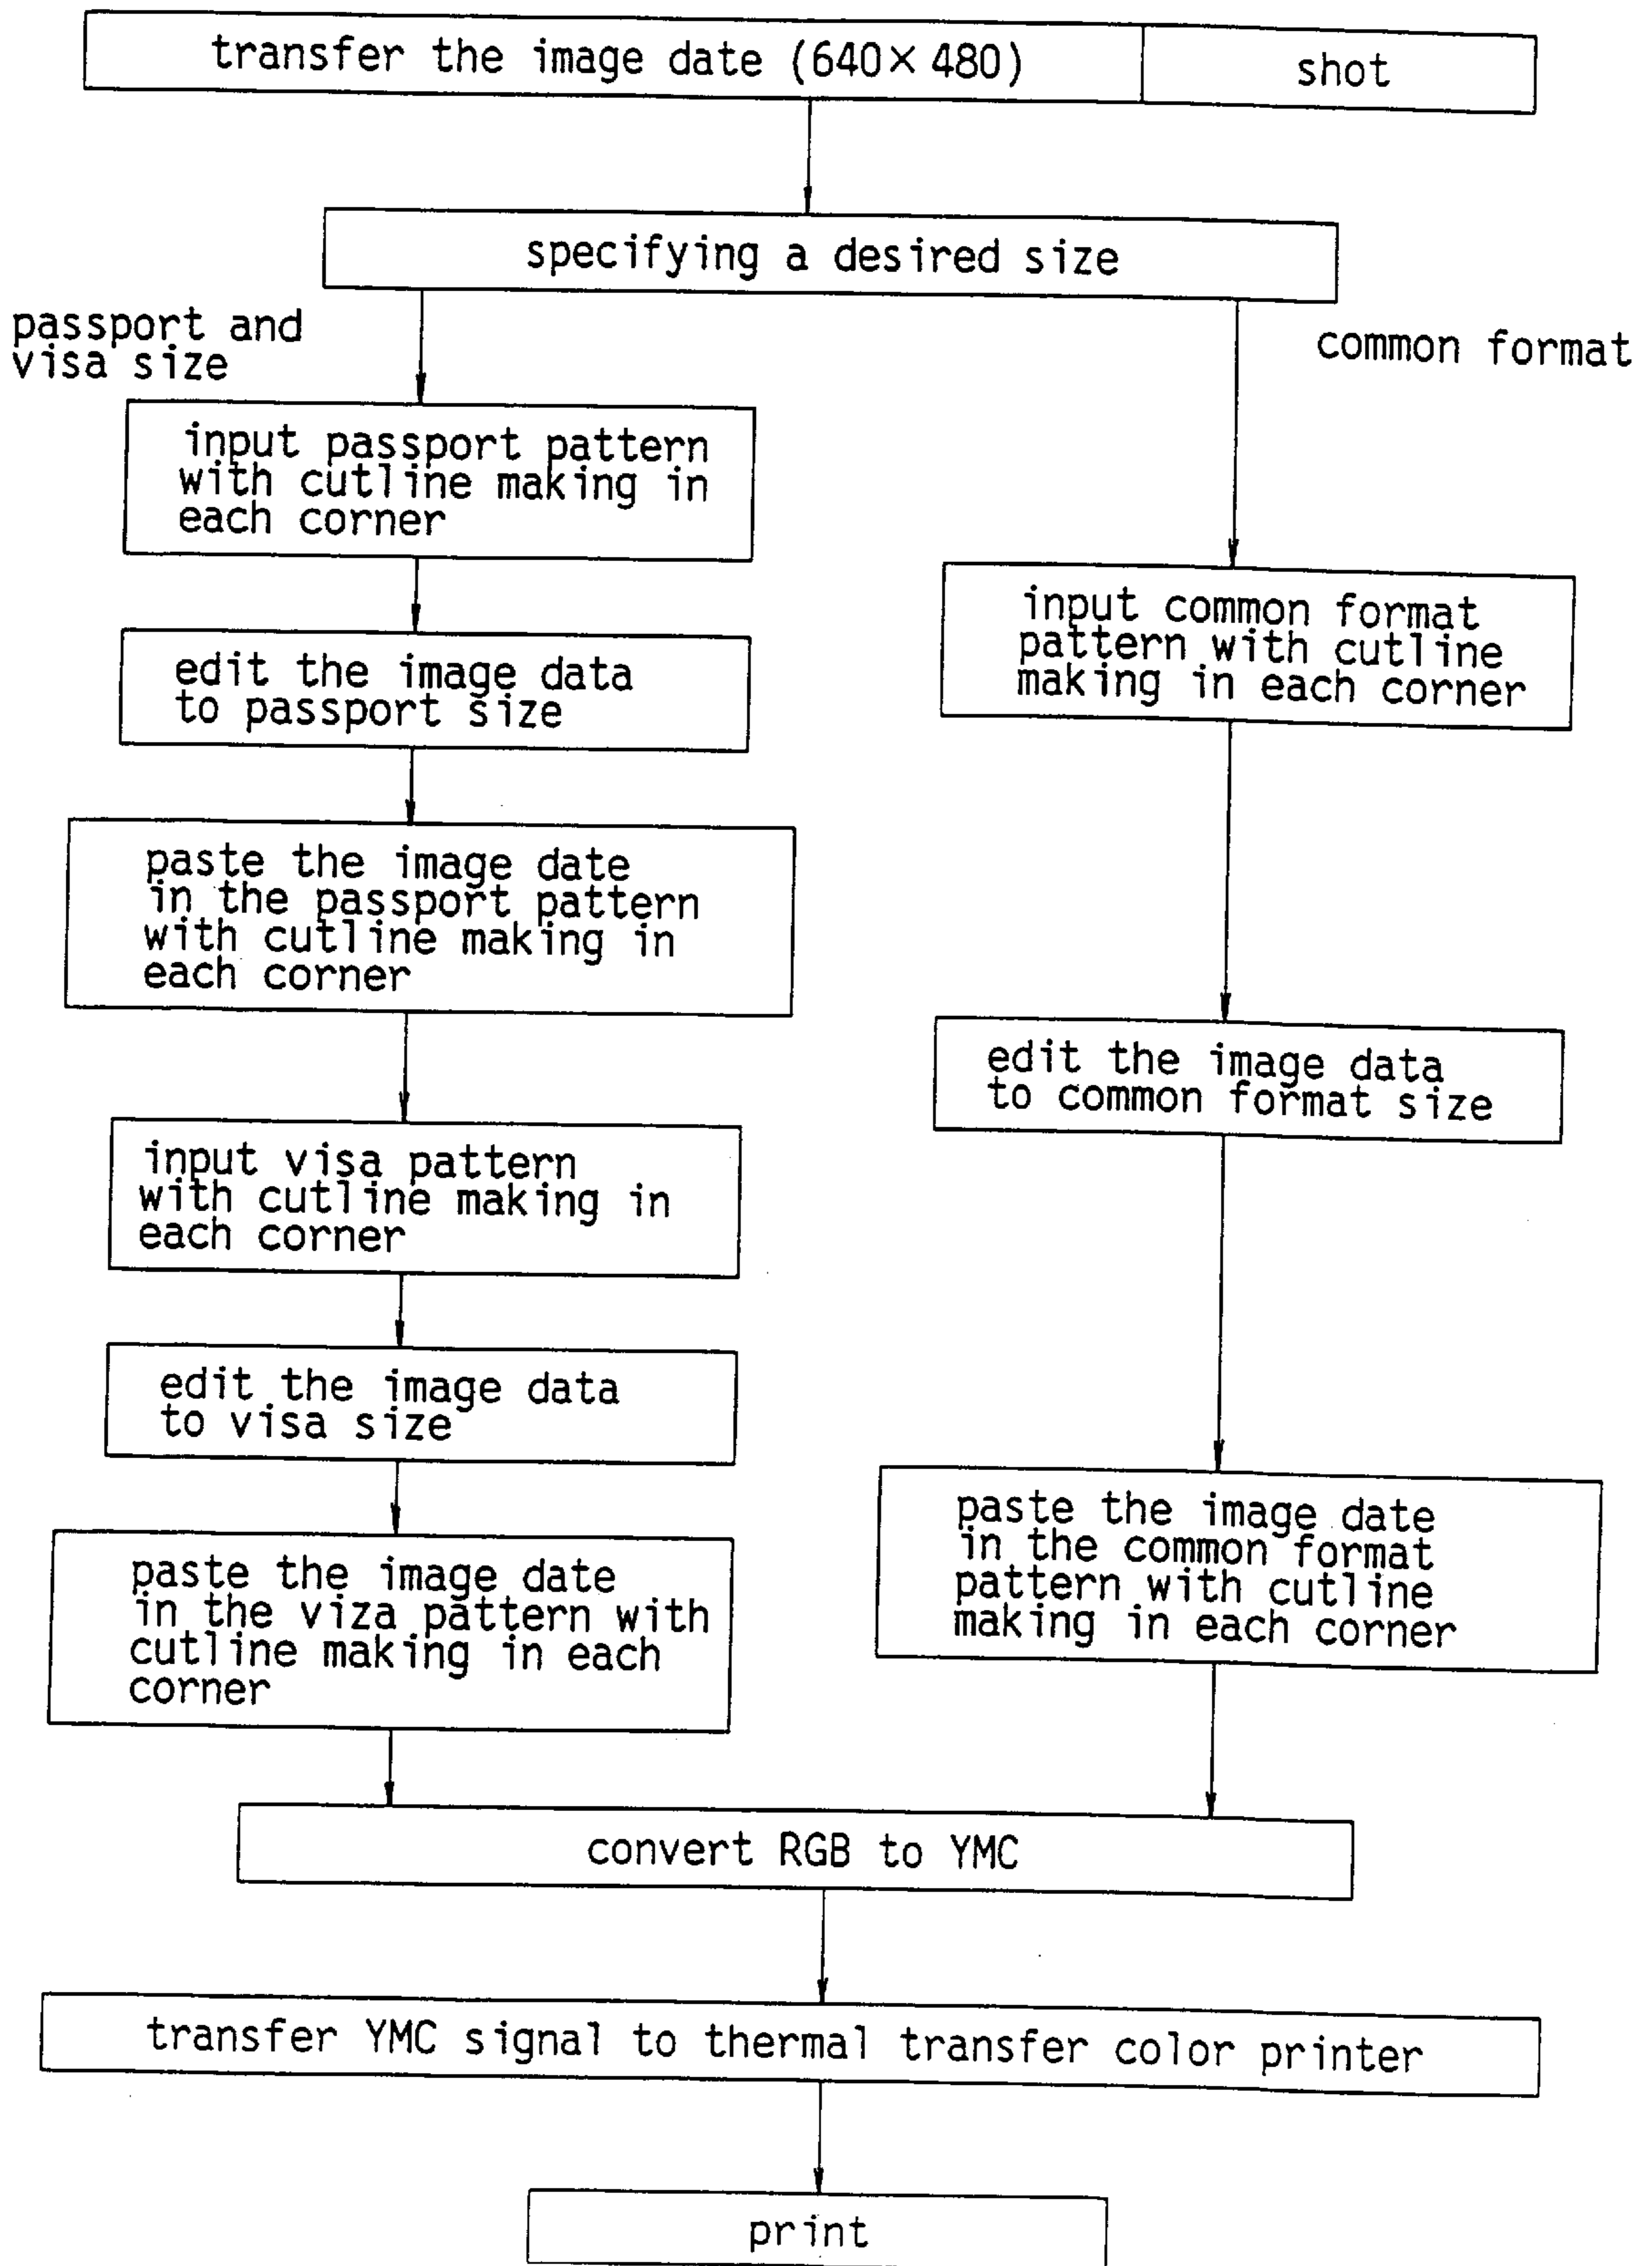 transfer the image date (640×480)
shot
specifying a desired size
passport and
visa size
common format
input passport pattern
with cutline making in
each corner
edit the image data
to passport size
paste the image date
in the passport pattern
with cutline making in
each corner
input visa pattern
with cutline making in
each corner
edit the image data
to visa size
paste the image date
in the viza pattern with
cutline making in each
corner
input common format
pattern with cutline
making in each corner
edit the image data
to common format size
paste the image date
in the common format
pattern with cutline
making in each corner
convert RGB to YMC
transfer YMC signal to thermal transfer color printer
print